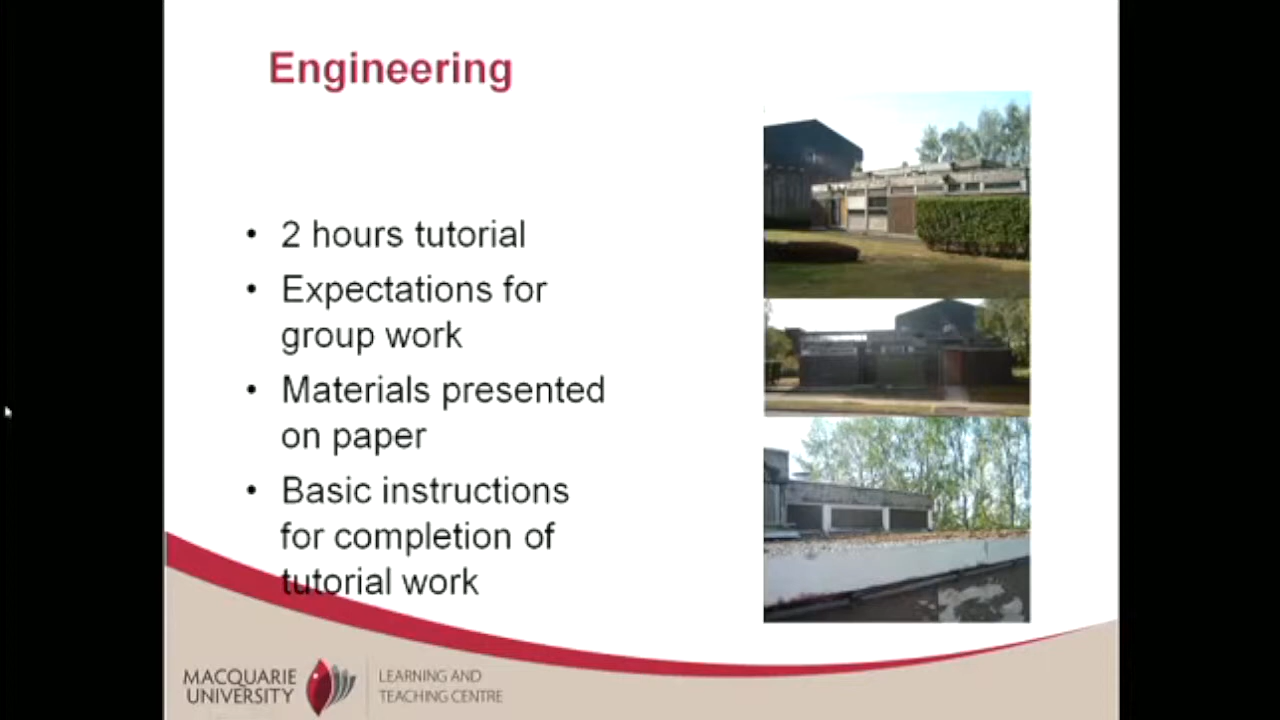 Engineering
• 2 hours tutorial
• Expectations for
group work
• Materials presented
on paper
• Basic instructions
for completion of
tutorial work
MACQUARIE
UNIVERSITY
LEARNING AND
TEACHING CENTRE